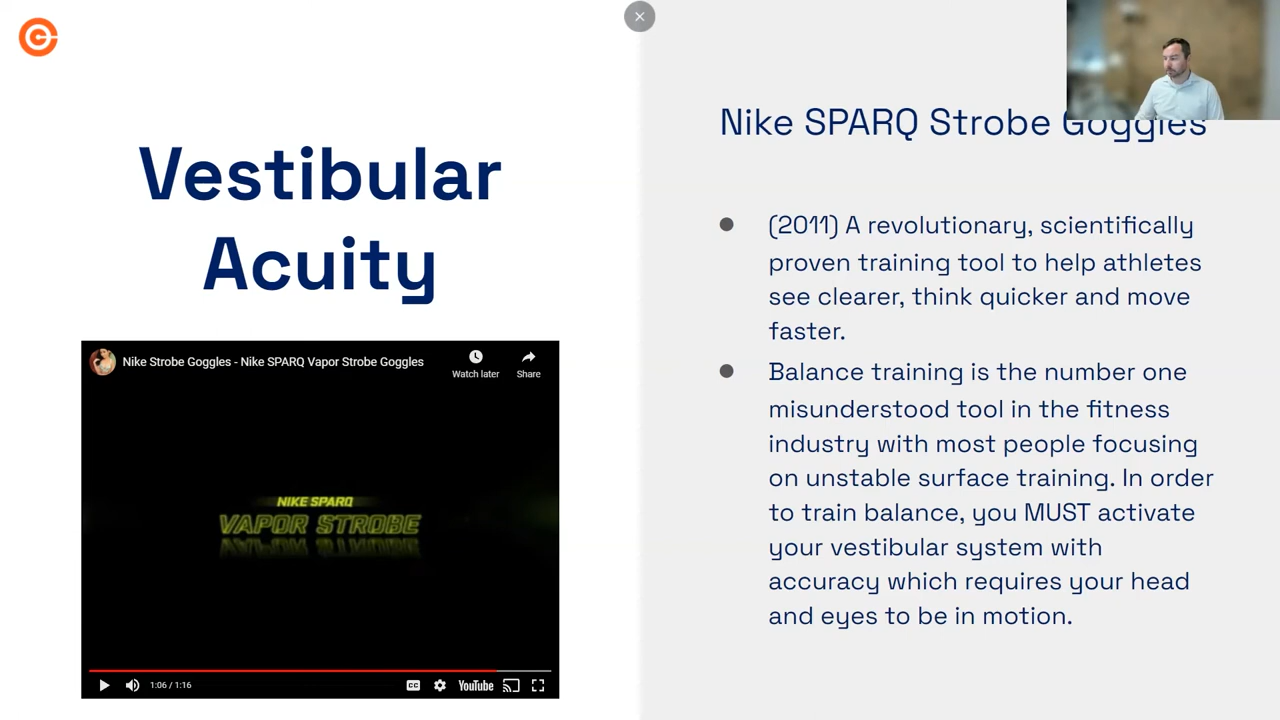 Vestibular
Acuity
Nike Strobe Goggles - Nike SPARQ Vapor Strobe Goggles
Watch later
Share
NIKE SPARQ
VAPOR STROBE
1:06 / 1:16
CC
YouTube
Nike SPARQ Strobe Goggles
(2011) A revolutionary, scientifically
proven training tool to help athletes
see clearer, think quicker and move
faster.
Balance training is the number one
misunderstood tool in the fitness
industry with most people focusing
on unstable surface training. In order
to train balance, you MUST activate
your vestibular system with
accuracy which requires your head
and eyes to be in motion.